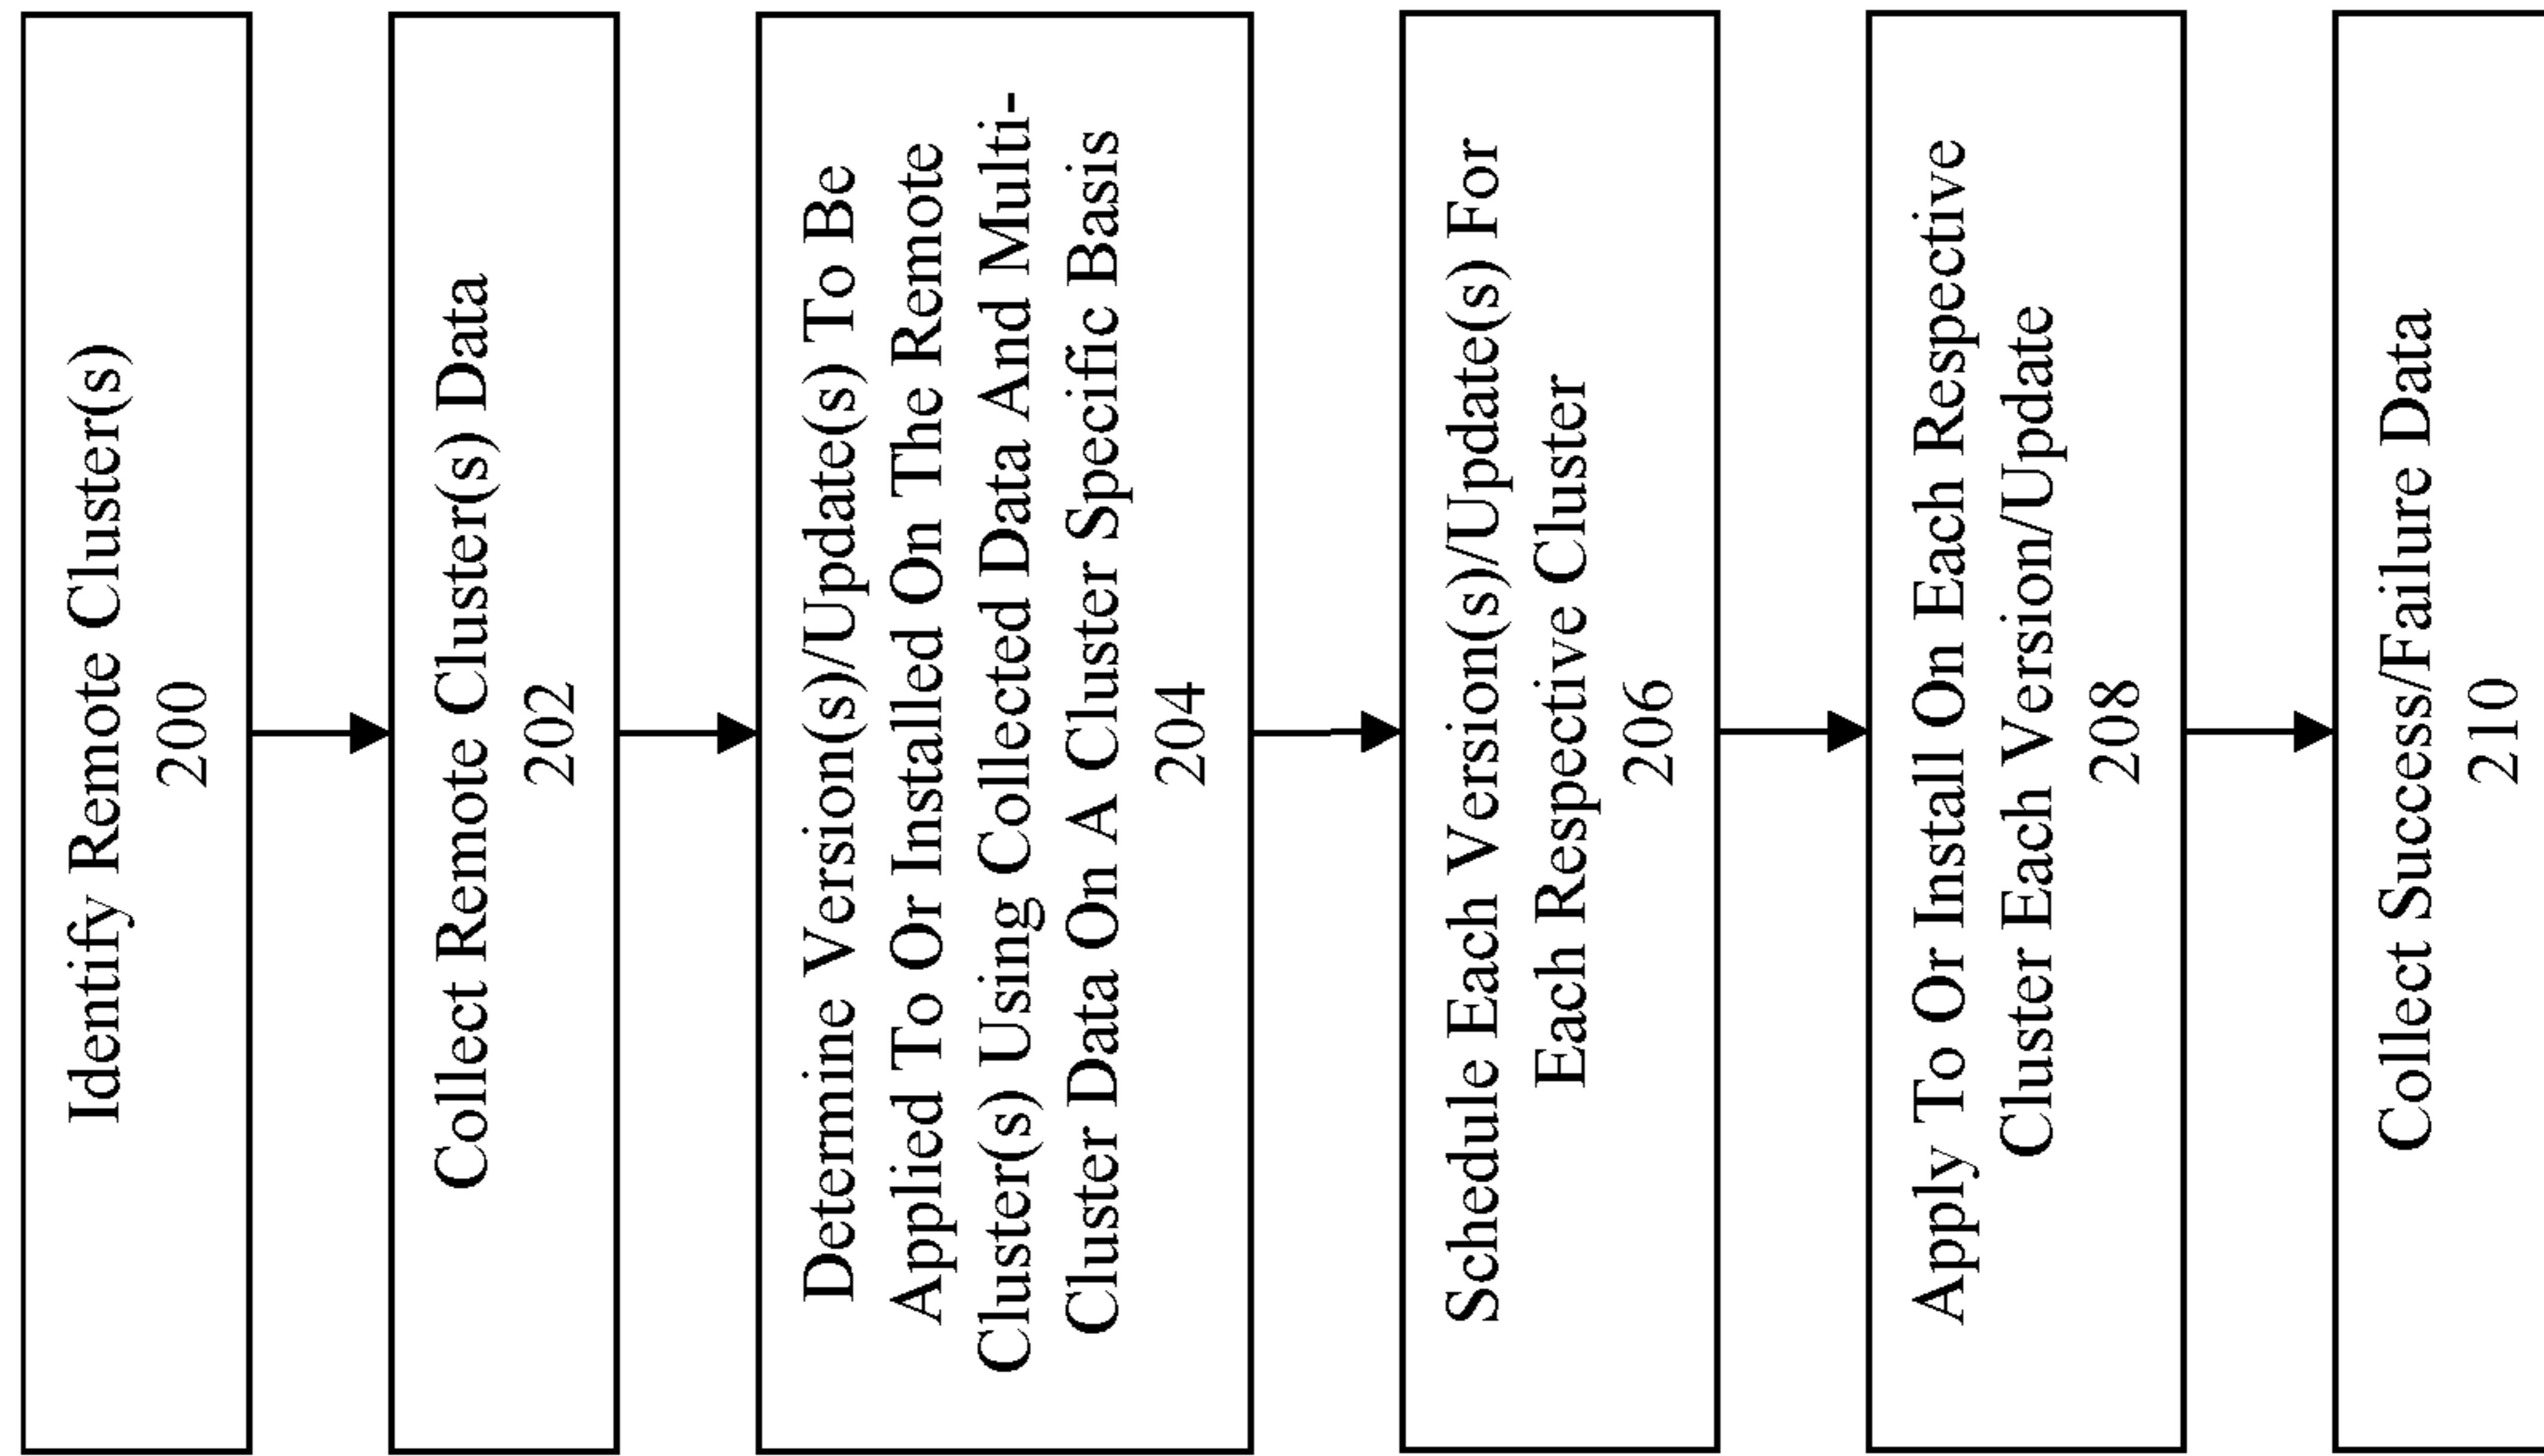 Identify Remote Cluster(s)
200
Collect Remote Cluster(s) Data
202
Determine Version(s)/Update(s) To Be
Applied To Or Installed On The Remote
Cluster(s) Using Collected Data And Multi-
Cluster Data On A Cluster Specific Basis
204
Schedule Each Version(s)/Update(s) For
Each Respective Cluster
206
Apply To Or Install On Each Respective
Cluster Each Version/Update
208
Collect Success/Failure Data
210